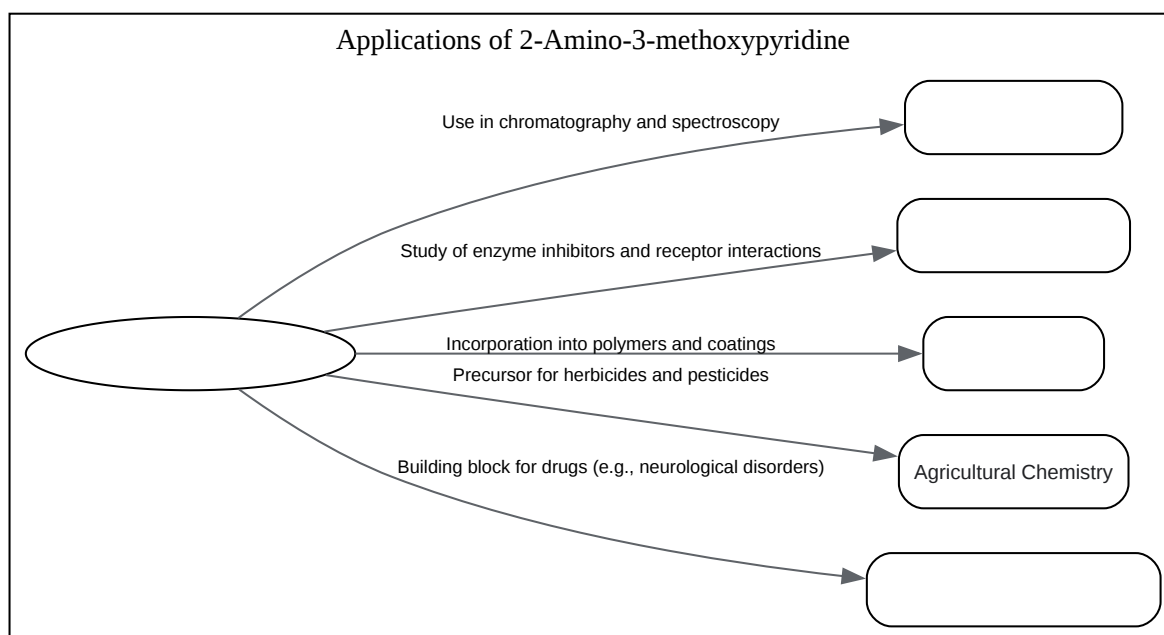 Applications of 2-Amino-3-methoxypyridine
Use in chromatography and spectroscopy
Study of enzyme inhibitors and receptor interactions
Incorporation into polymers and coatings
Precursor for herbicides and pesticides
Building block for drugs (e.g., neurological disorders)
Agricultural Chemistry